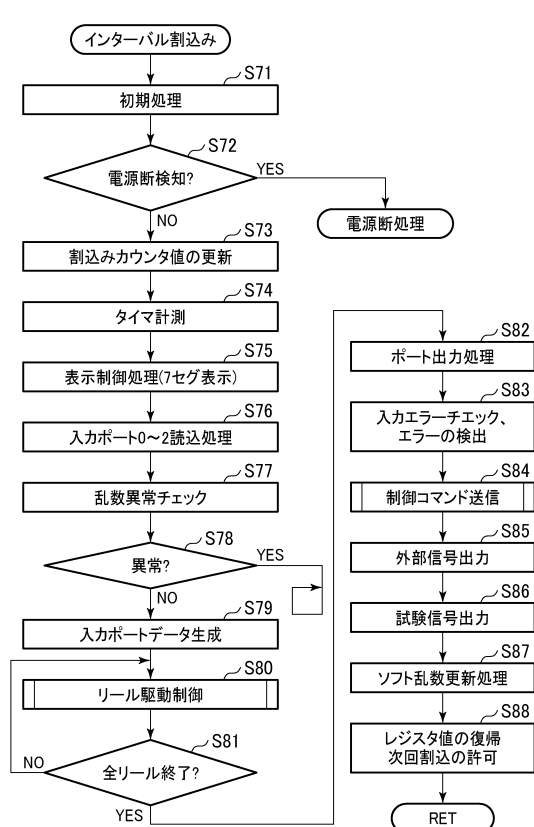 インターバル割込み
S71
初期処理
S72
電源断検知?
YES
電源断処理
NO
S73
割込みカウンタ値の更新
S74
タイマ計測
S75
表示制御処理(7セグ表示)
S76
入力ポート0～2読込処理
S77
乱数異常チェック
S78
異常?
YES
NO
S79
入力ポートデータ生成
S80
リール駆動制御
S81
全リール終了?
NO
YES
S82
ポート出力処理
S83
入力エラーチェック、
エラーの検出
S84
制御コマンド送信
S85
外部信号出力
S86
試験信号出力
S87
ソフト乱数更新処理
S88
レジスタ値の復帰
次回割込の許可
RET